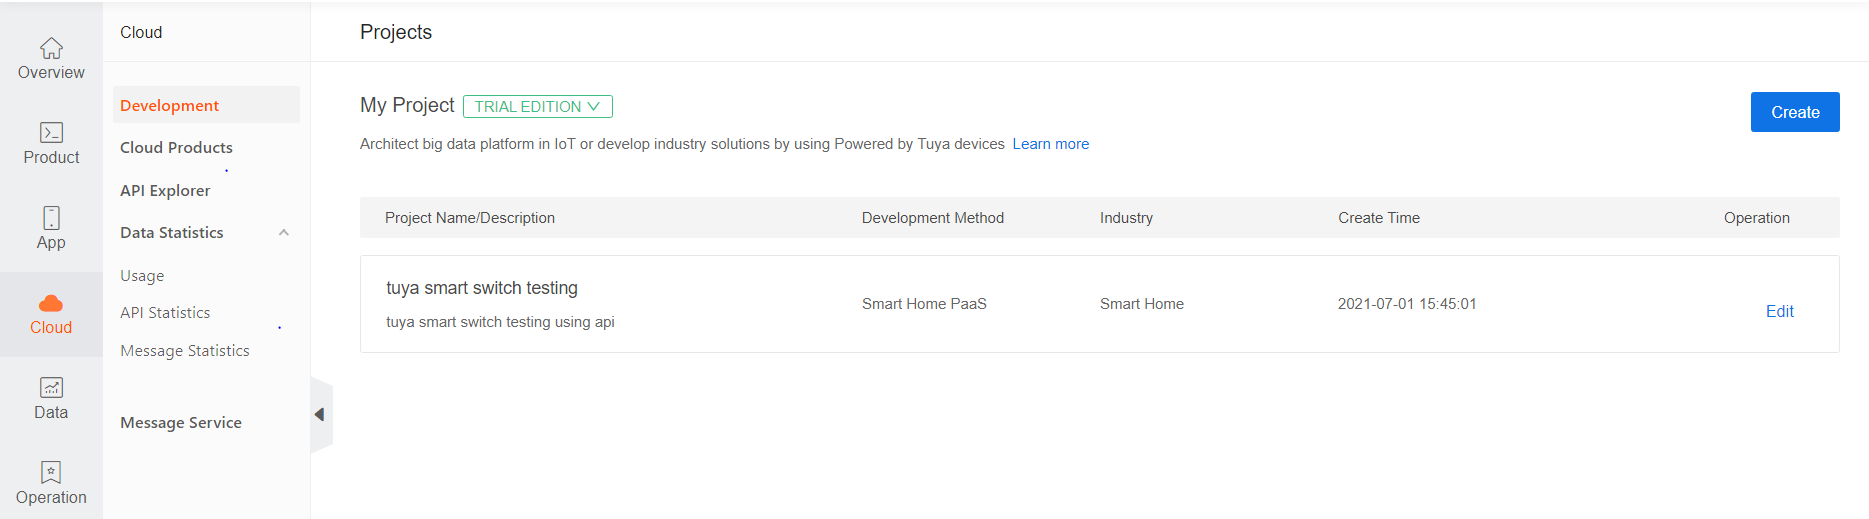 Overview
Product
App
Cloud
Data
Operation
Cloud
Development
Cloud Products
API Explorer
Data Statistics
Usage
API Statistics
Message Statistics
Message Service
Projects
My Project TRIAL EDITION
Create
Architect big data platform in IoT or develop industry solutions by using Powered by Tuya devices Learn more
Project Name/Description Development Method Industry Create Time Operation
tuya smart switch testing
tuya smart switch testing using api
Smart Home PaaS Smart Home 2021-07-01 15:45:01 Edit